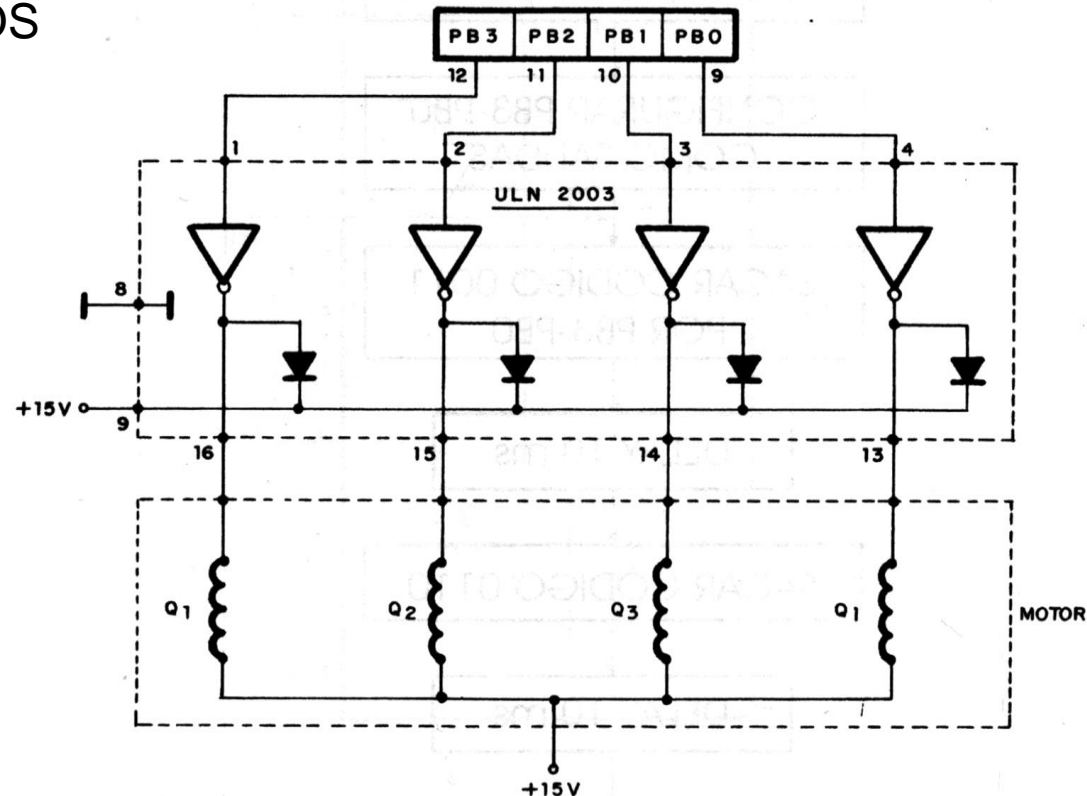 OS
PB3 PB2 PB1 PB0
12 11 10 9
1 2 3 4
ULN 2003
8
+15V
9
16 15 14 13
Q1 Q2 Q3 Q1
MOTOR
+15V